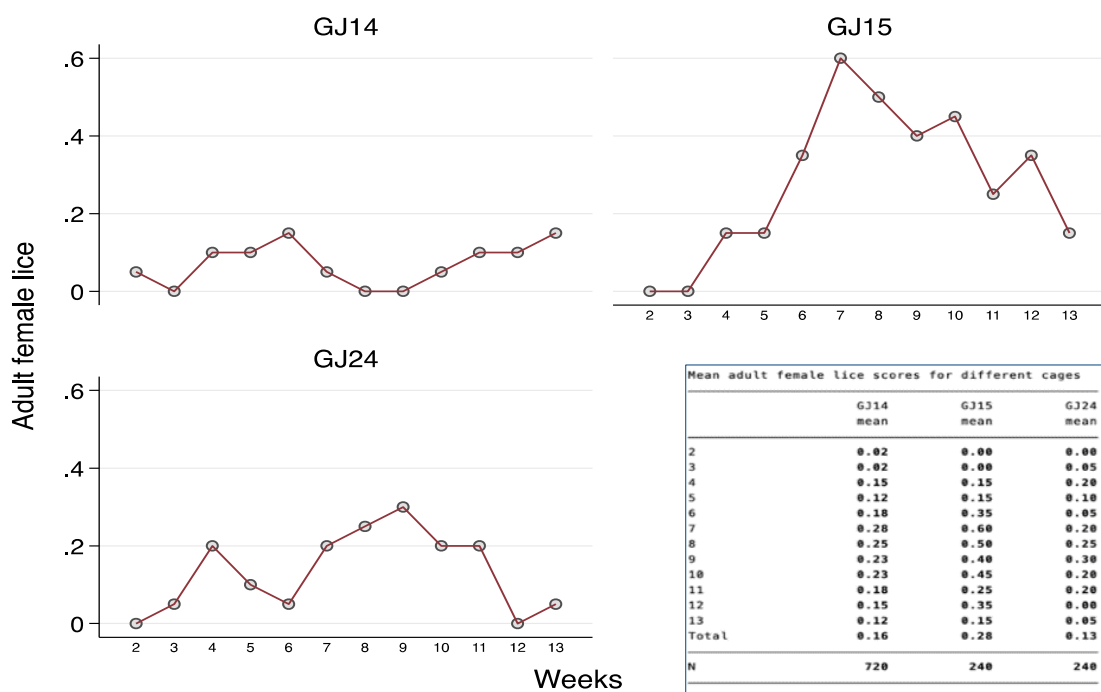 GJ14
.6
.4
.2
0
GJ15
2 3 4 5 6 7 8 9 10 11 12 13
GJ24
.6
.4
.2
0
2 3 4 5 6 7 8 9 10 11 12 13
Adult female lice
Weeks
Mean adult female lice scores for different cages
GJ14 GJ15 GJ24
mean mean mean
2 0.02 0.00 0.00
3 0.02 0.00 0.05
4 0.15 0.15 0.20
5 0.12 0.15 0.10
6 0.18 0.35 0.05
7 0.28 0.60 0.20
8 0.25 0.50 0.25
9 0.23 0.40 0.30
10 0.23 0.45 0.20
11 0.18 0.25 0.20
12 0.15 0.35 0.00
13 0.12 0.15 0.05
Total 0.16 0.28 0.13
N 720 240 240